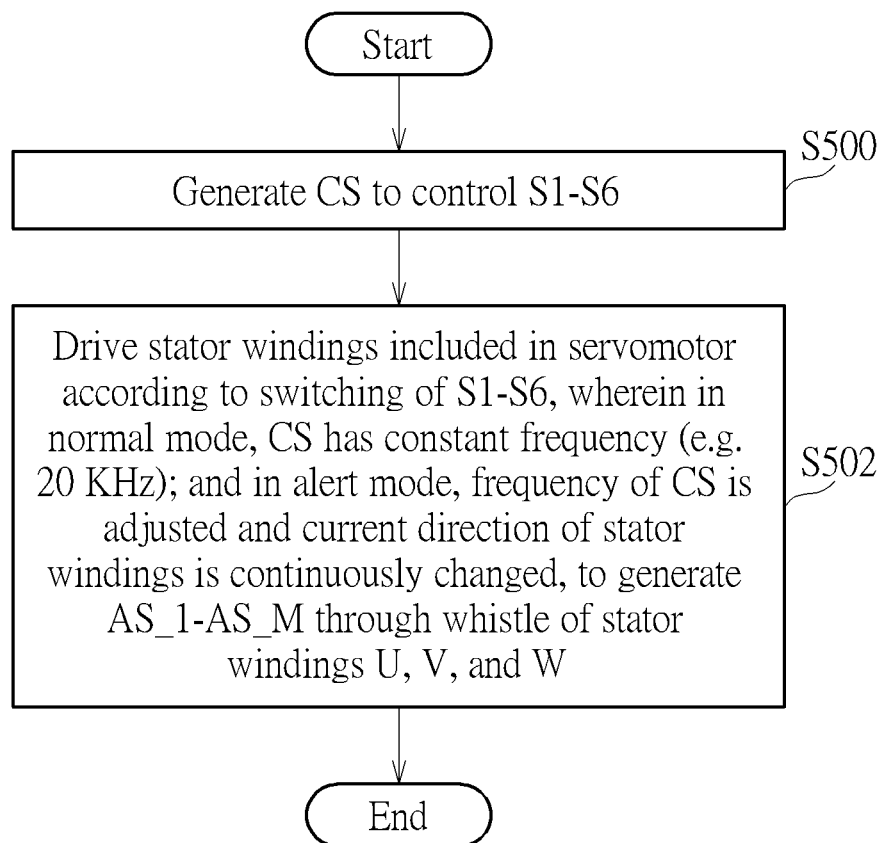 Start
S500
Generate CS to control S1-S6
Drive stator windings included in servomotor
according to switching of S1-S6, wherein in
normal mode, CS has constant frequency (e.g.
20 KHz); and in alert mode, frequency of CS is
adjusted and current direction of stator
windings is continuously changed, to generate
AS_1-AS_M through whistle of stator
windings U, V, and W
S502
End